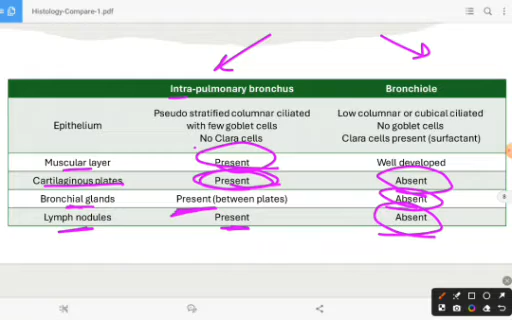 Histology-Compare-1.pdf
Intra-pulmonary bronchus Bronchiole
Epithelium
Pseudo stratified columnar ciliated
with few goblet cells
No Clara cells
Low columnar or cubical ciliated
No goblet cells
Clara cells present (surfactant)
Muscular layer Present Well developed
Cartilaginous plates Present Absent
Bronchial glands Present (between plates) Absent
Lymph nodules Present Absent